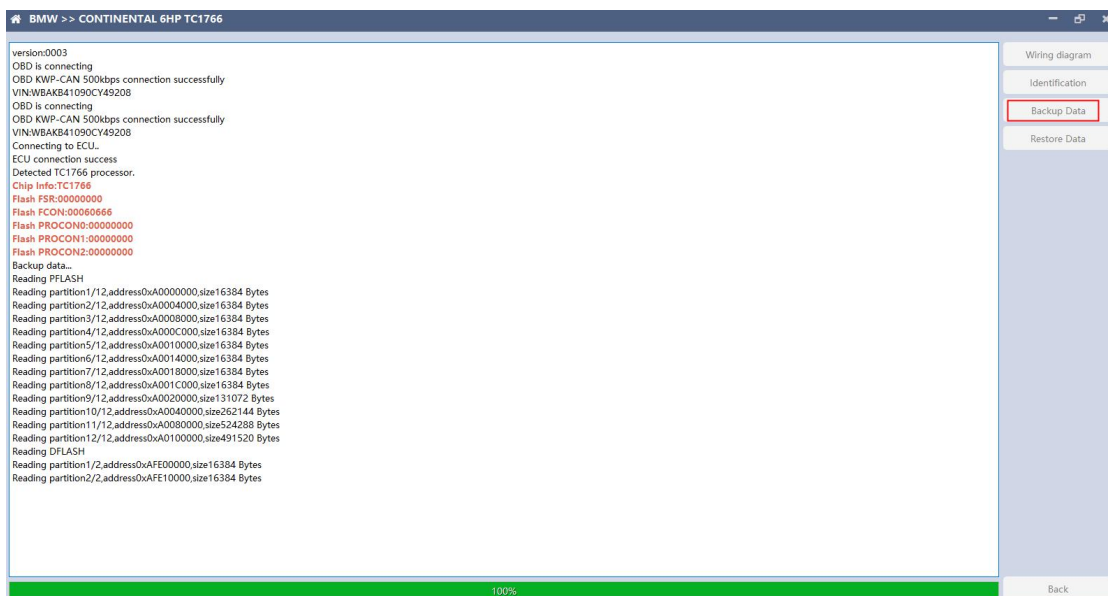 BMW >> CONTINENTAL 6HP TC1766
version:0003
OBD is connecting
OBD KWP-CAN 500kbps connection successfully
VIN:WBAKB41090CY49208
OBD is connecting
OBD KWP-CAN 500kbps connection successfully
VIN:WBAKB41090CY49208
Connecting to ECU..
ECU connection success
Detected TC1766 processor.
Chip Info:TC1766
Flash FSR:00000000
Flash FCON:00060666
Flash PROCON0:00000000
Flash PROCON1:00000000
Flash PROCON2:00000000
Backup data...
Reading PFLASH
Reading partition1/12,address0xA0000000,size16384 Bytes
Reading partition2/12,address0xA0004000,size16384 Bytes
Reading partition3/12,address0xA0008000,size16384 Bytes
Reading partition4/12,address0xA000C000,size16384 Bytes
Reading partition5/12,address0xA0010000,size16384 Bytes
Reading partition6/12,address0xA0014000,size16384 Bytes
Reading partition7/12,address0xA0018000,size16384 Bytes
Reading partition8/12,address0xA001C000,size16384 Bytes
Reading partition9/12,address0xA0020000,size131072 Bytes
Reading partition10/12,address0xA0040000,size262144 Bytes
Reading partition11/12,address0xA0080000,size524288 Bytes
Reading partition12/12,address0xA0100000,size491520 Bytes
Reading DFLASH
Reading partition1/2,address0xAFE00000,size16384 Bytes
Reading partition2/2,address0xAFE10000,size16384 Bytes
100%
Wiring diagram
Identification
Backup Data
Restore Data
Back